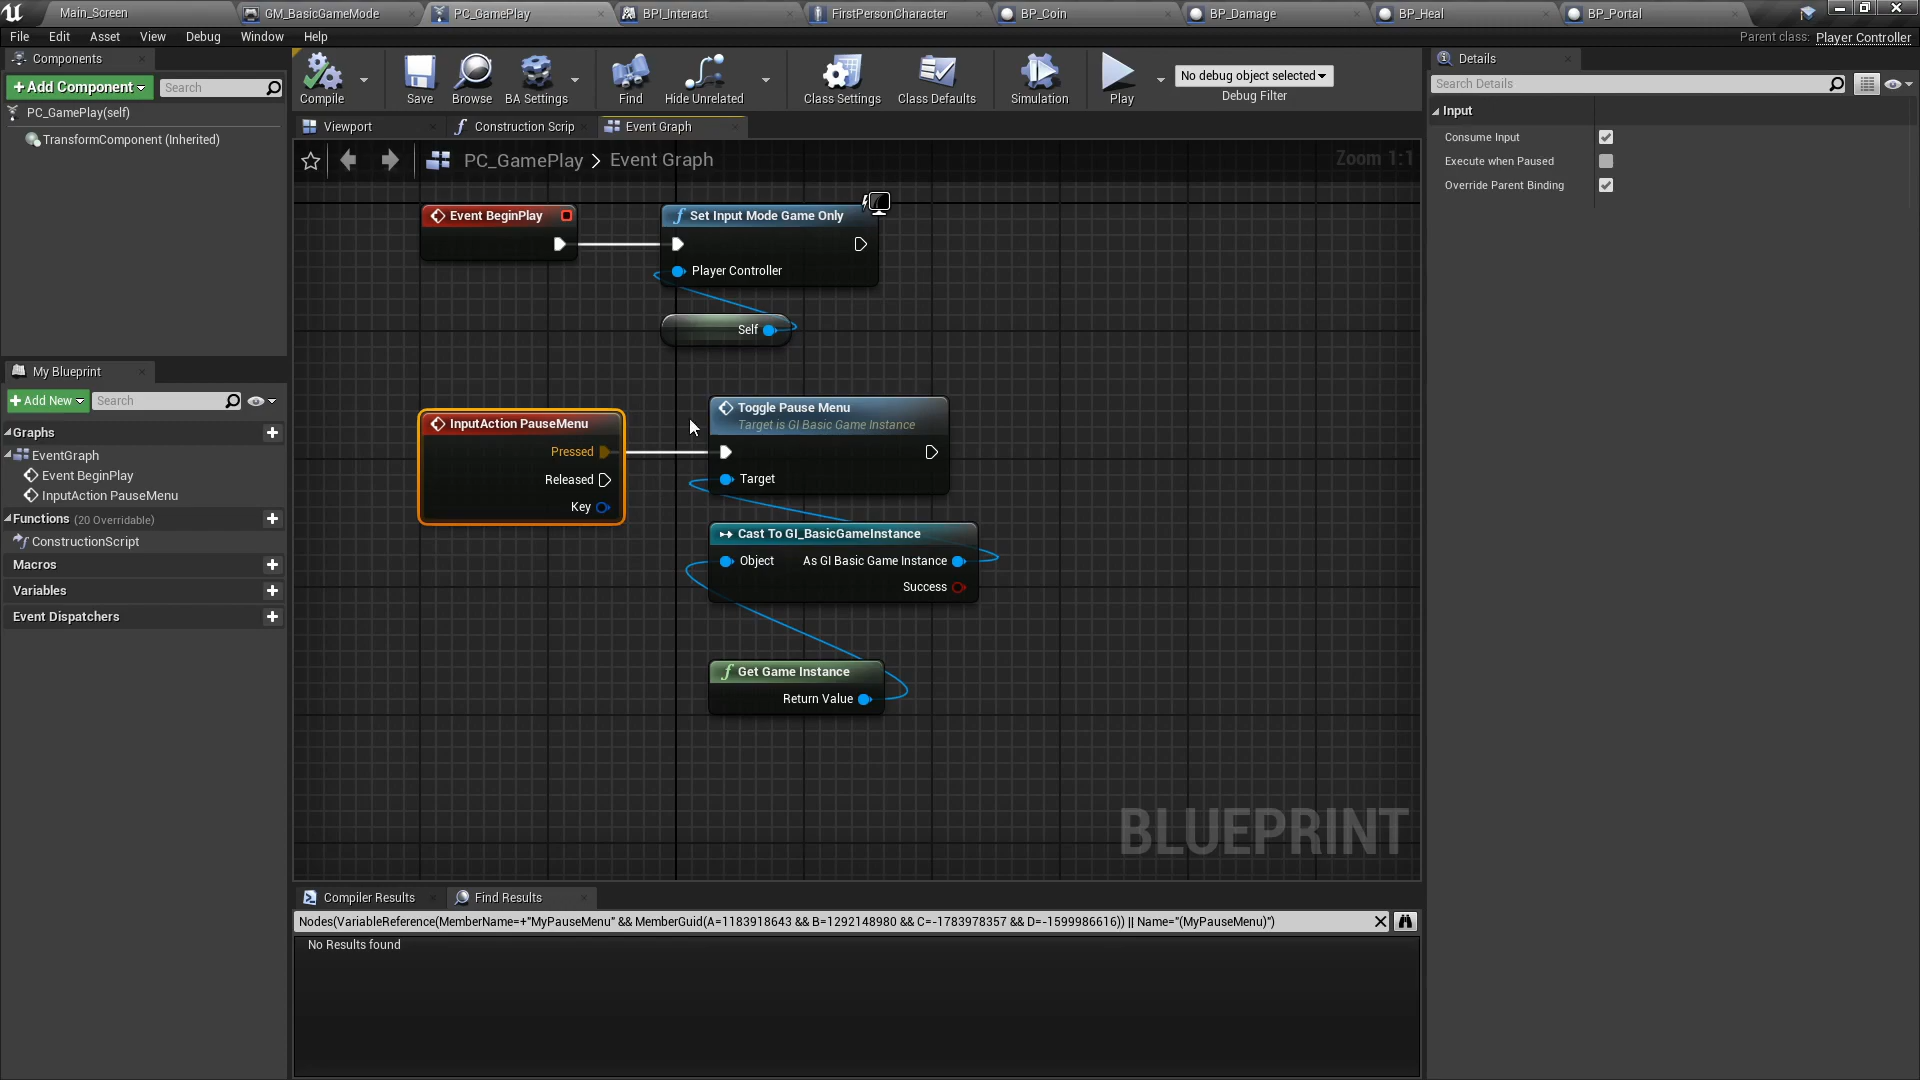 Main_Screen
GM_BasicGameMode
PC_GamePlay
BPI_Interact
FirstPersonCharacter
BP_Coin
BP_Damage
BP_Heal
BP_Portal
File
Edit
Asset
View
Debug
Window
Help
Parent class: Player Controller
Components
+Add Component
Search
PC_GamePlay(self)
TransformComponent (Inherited)
Compile
Save
Browse
BA Settings
Find
Hide Unrelated
Class Settings
Class Defaults
Simulation
Play
No debug object selected
Debug Filter
Viewport
Construction Scrip
Event Graph
PC_GamePlay > Event Graph
Zoom 1:1
Event BeginPlay
Set Input Mode Game Only
Player Controller
Self
InputAction PauseMenu
Pressed
Released
Key
Toggle Pause Menu
Target is GI Basic Game Instance
Target
Cast To GI_BasicGameInstance
Object
As GI Basic Game Instance
Success
Get Game Instance
Return Value
BLUEPRINT
My Blueprint
+Add New
Search
Graphs
EventGraph
Event BeginPlay
InputAction PauseMenu
Functions (20 Overridable)
ConstructionScript
Macros
Variables
Event Dispatchers
Compiler Results
Find Results
Nodes(VariableReference(MemberName=+"MyPauseMenu" && MemberGuid(A=1183918643 && B=1292148980 && C=-1783978357 && D=-1599986616)) || Name="(MyPauseMenu)")
No Results found
Details
Search Details
Input
Consume Input
Execute when Paused
Override Parent Binding